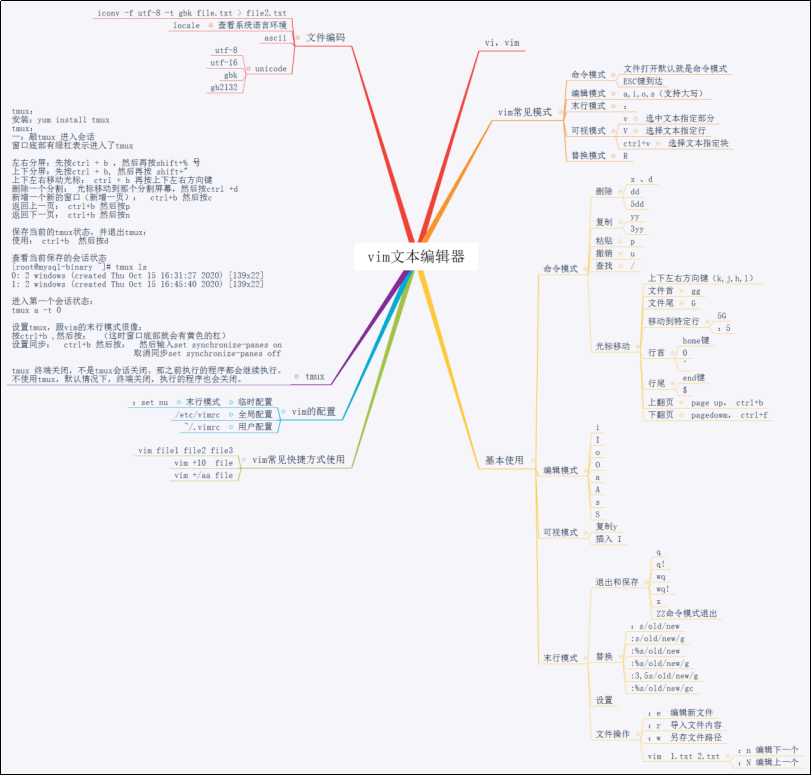 vim文本编辑器
vi，vim
vim常见模式
命令模式
文件打开默认就是命令模式
ESC键到达
编辑模式
a,i,o,s（支持大写）
末行模式
：
可视模式
v
选中文本指定部分
V
选择文本指定行
ctrl+v
选择文本指定块
替换模式
R
基本使用
命令模式
删除
x 、d
dd
5dd
复制
yy
3yy
粘贴
p
撤销
u
查找
/
光标移动
上下左右方向键（k,j,h,l）
文件首
gg
文件尾
G
移动到特定行
5G
：5
行首
home键
0
行尾
end键
$
上翻页
page up， ctrl+b
下翻页
pagedowm， ctrl+f
编辑模式
i
I
o
O
a
A
s
S
可视模式
复制y
插入 I
末行模式
退出和保存
q
q!
wq
wq!
x
ZZ命令模式退出
替换
：s/old/new
:s/old/new/g
:%s/old/new
:%s/old/new/g
:3,5s/old/new/g
:%s/old/new/gc
设置
文件操作
：e 编辑新文件
：r 导入文件内容
：w 另存文件路径
vim 1.txt 2.txt
：n 编辑下一个
：N 编辑上一个
文件编码
iconv -f utf-8 -t gbk file.txt > file2.txt
locale
查看系统语言环境
ascii
unicode
utf-8
utf-16
gbk
gb2132
tmux
tmux：
安装：yum install tmux
tmux：
一：敲tmux 进入会话
窗口底部有绿杠表示进入了tmux
左右分屏：先按ctrl + b ，然后再按shift+% 号
上下分屏：先按ctrl + b，然后再按 shift+"
上下左右移动光标： ctrl + b 再按上下左右方向键
删除一个分割： 光标移动到那个分割屏幕，然后按ctrl +d
新增一个新的窗口（新增一页）： ctrl+b 然后按c
返回上一页： ctrl+b 然后按p
返回下一页： ctrl+b 然后按n
保存当前的tmux状态，并退出tmux：
使用： ctrl+b 然后按d
查看当前保存的会话状态
[root@mysql-binary ~]# tmux ls
0: 2 windows (created Thu Oct 15 16:31:27 2020) [139x22]
1: 2 windows (created Thu Oct 15 16:45:40 2020) [139x22]
进入第一个会话状态：
tmux a -t 0
设置tmux，跟vim的末行模式很像：
按ctrl+b ,然后按： （这时窗口底部就会有黄色的杠）
设置同步： ctrl+b 然后按： 然后输入set synchronize-panes on
取消同步set synchronize-panes off
tmux 终端关闭，不是tmux会话关闭。那之前执行的程序都会继续执行。
不使用tmux，默认情况下，终端关闭，执行的程序也会关闭。
vim的配置
：set nu
末行模式
临时配置
/etc/vimrc
全局配置
~/.vimrc
用户配置
vim常见快捷方式使用
vim file1 file2 file3
vim +10 file
vim +/aa file